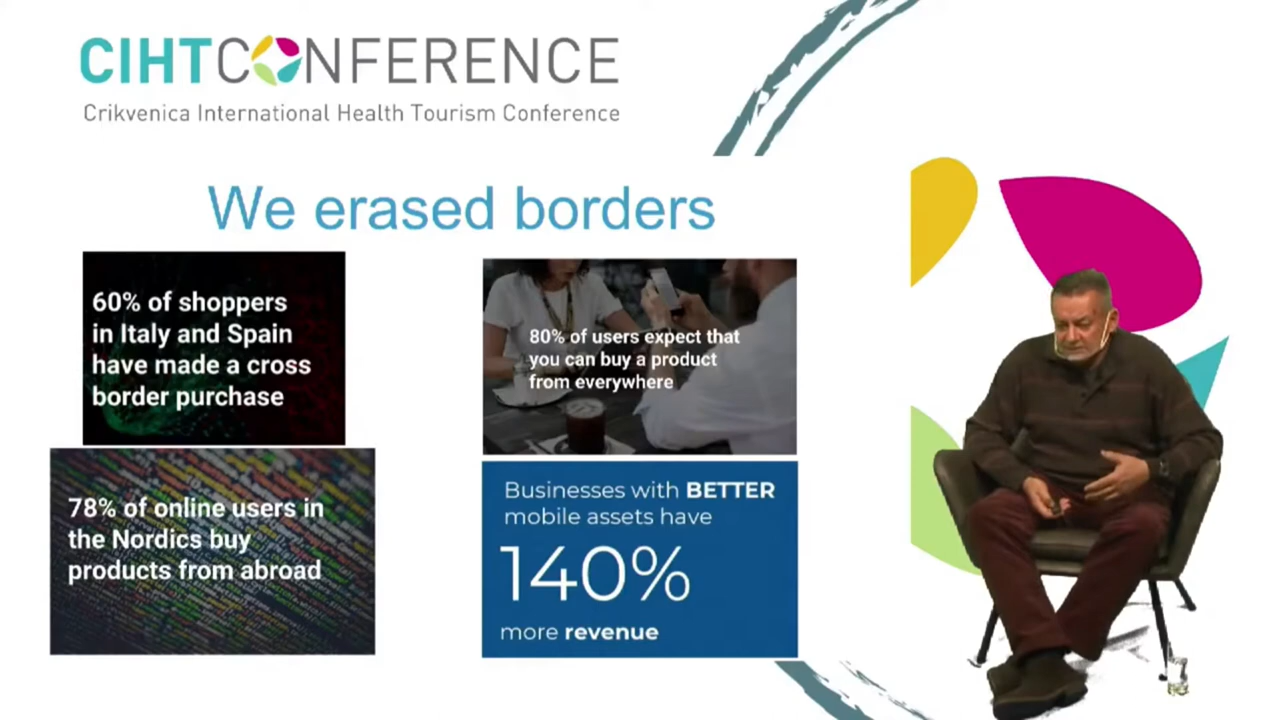 CIHTCONFERENCE
Crikvenica International Health Tourism Conference
We erased borders
60% of shoppers
in Italy and Spain
have made a cross
border purchase
80% of users expect that
you can buy a product
from everywhere
78% of online users in
the Nordics buy
products from abroad
Businesses with BETTER
mobile assets have
140%
more revenue